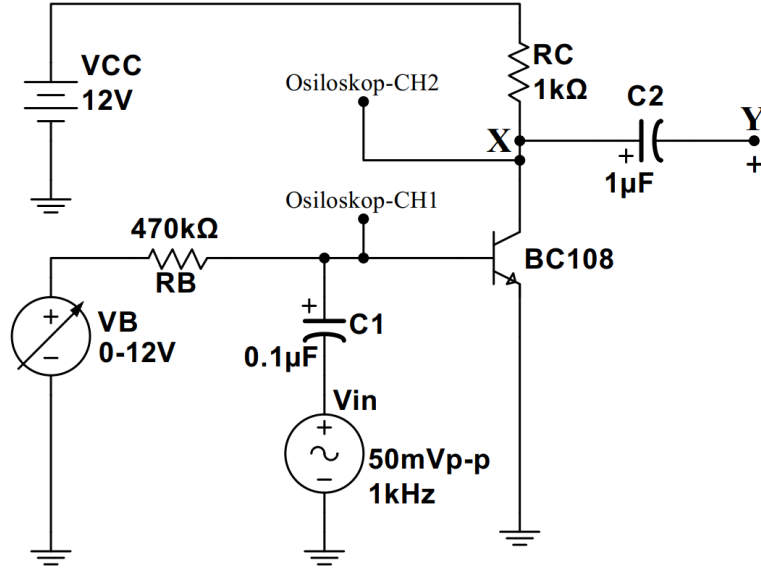 VCC
12V
Osiloskop-CH2
RC
1kΩ
C2
X
Y
+
+
1µF
Osiloskop-CH1
470kΩ
RB
BC108
+
VB
0-12V
−
+
C1
0.1µF
Vin
+
−
50mVp-p
1kHz